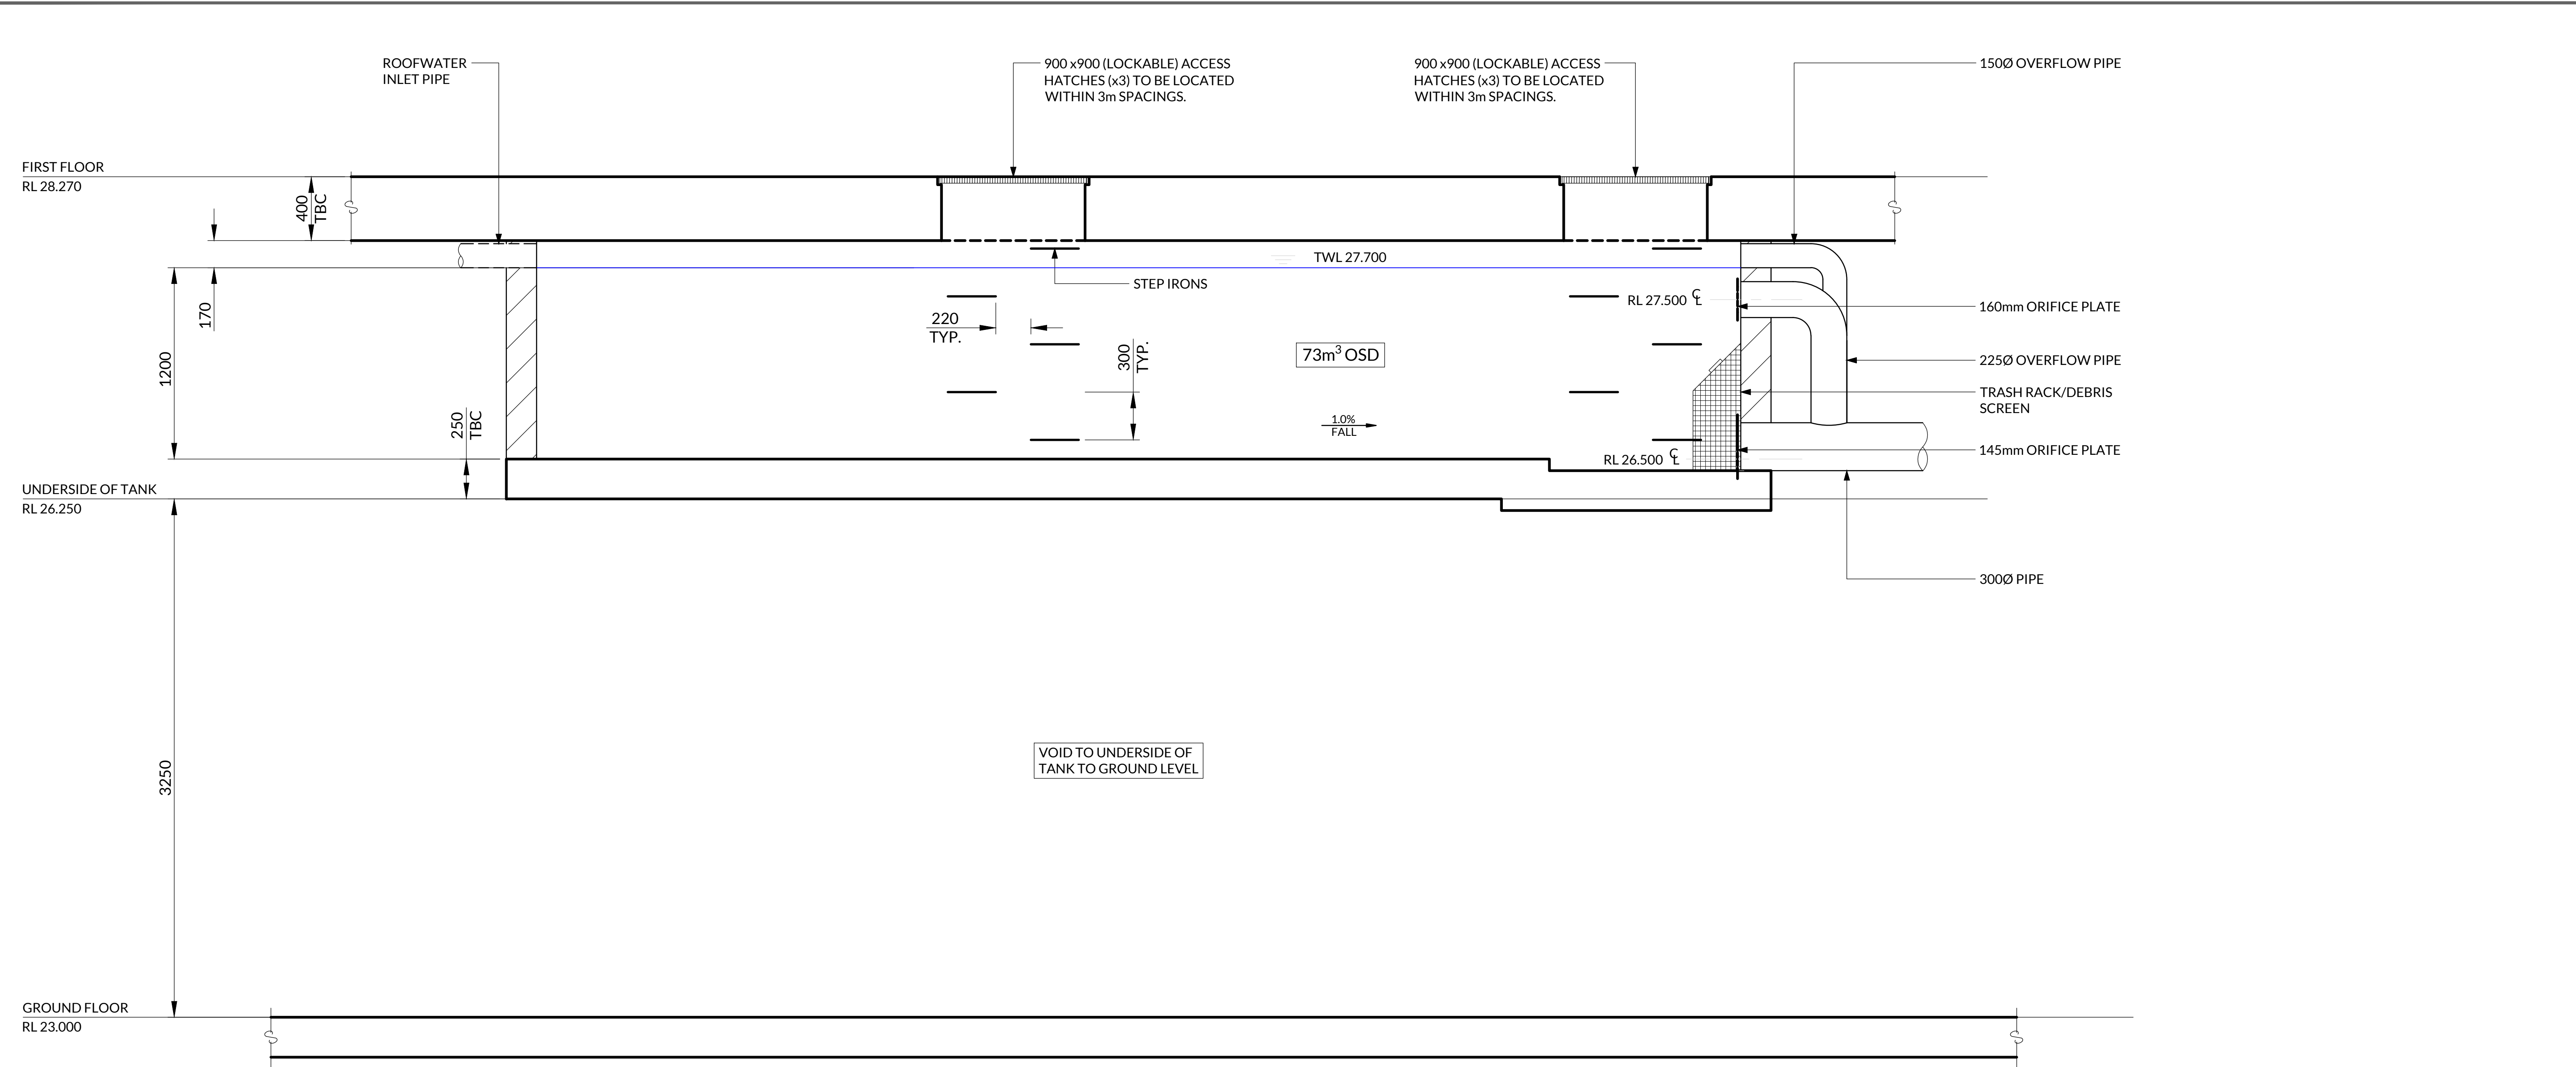 ROOFWATER
INLET PIPE
900 x900 (LOCKABLE) ACCESS
HATCHES (x3) TO BE LOCATED
WITHIN 3m SPACINGS.
900 x900 (LOCKABLE) ACCESS
HATCHES (x3) TO BE LOCATED
WITHIN 3m SPACINGS.
150Ø OVERFLOW PIPE
FIRST FLOOR
RL 28.270
400
TBC
TWL 27.700
STEP IRONS
170
RL 27.500 ℄
160mm ORIFICE PLATE
220
TYP.
300
TYP.
73m³ OSD
1200
225Ø OVERFLOW PIPE
TRASH RACK/DEBRIS
SCREEN
250
TBC
1.0%
FALL
145mm ORIFICE PLATE
RL 26.500 ℄
UNDERSIDE OF TANK
RL 26.250
300Ø PIPE
3250
VOID TO UNDERSIDE OF
TANK TO GROUND LEVEL
GROUND FLOOR
RL 23.000